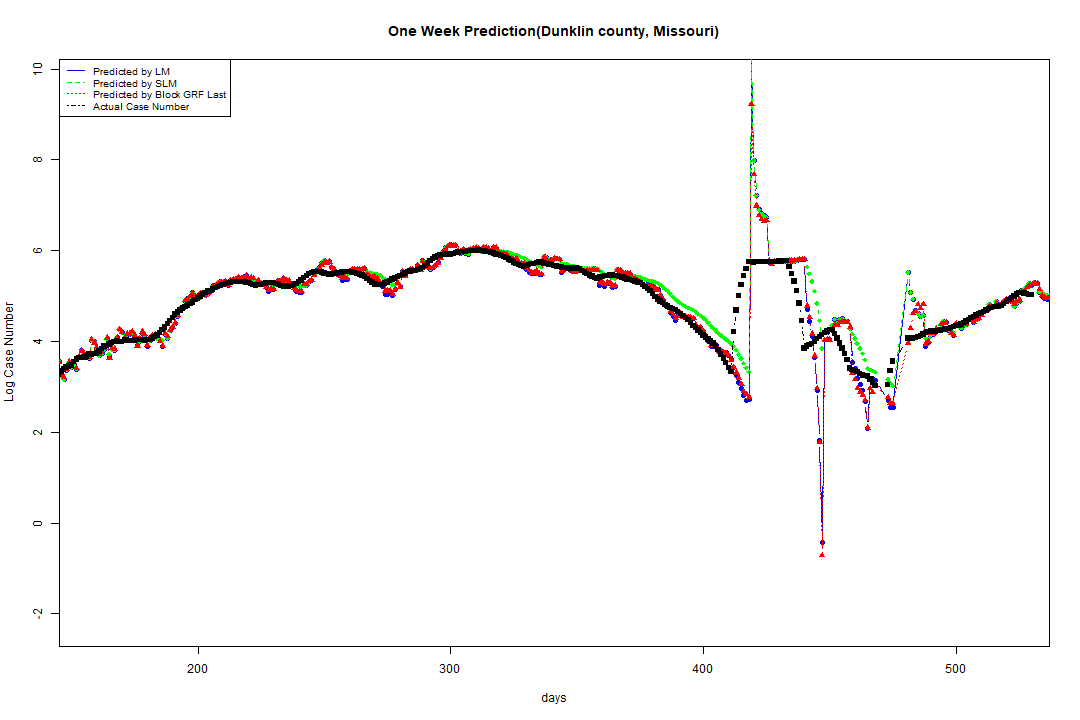 One Week Prediction(Dunklin county, Missouri)
Predicted by LM
Predicted by SLM
Predicted by Block GRF Last
Actual Case Number
Log Case Number
10
8
6
4
2
0
-2
200 300 400 500
days